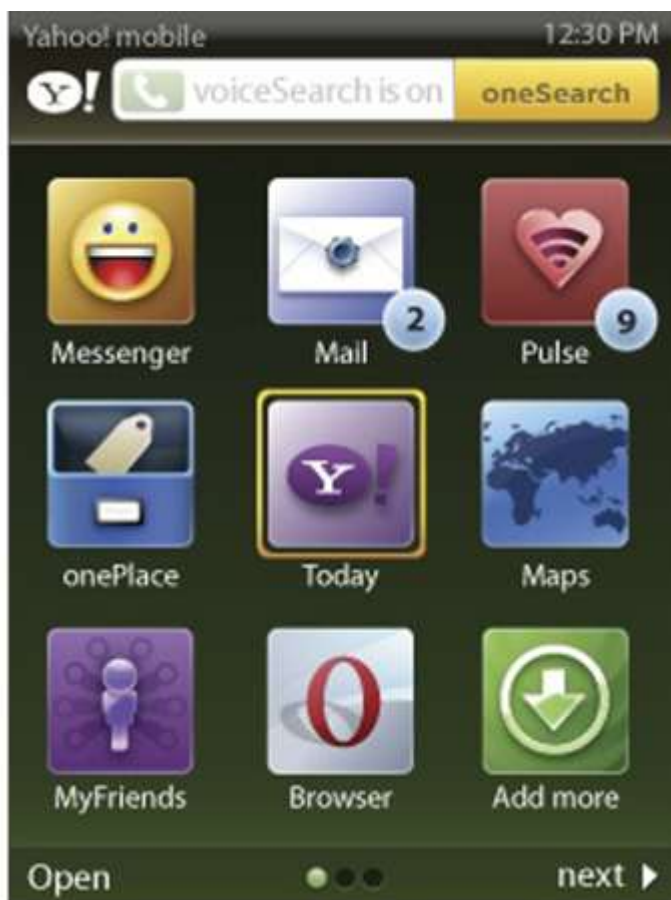 Yahoo! mobile 12:30 PM
Y! voiceSearch is on oneSearch
2 9
Messenger Mail Pulse
Y!
onePlace Today Maps
MyFriends Browser Add more
Open next